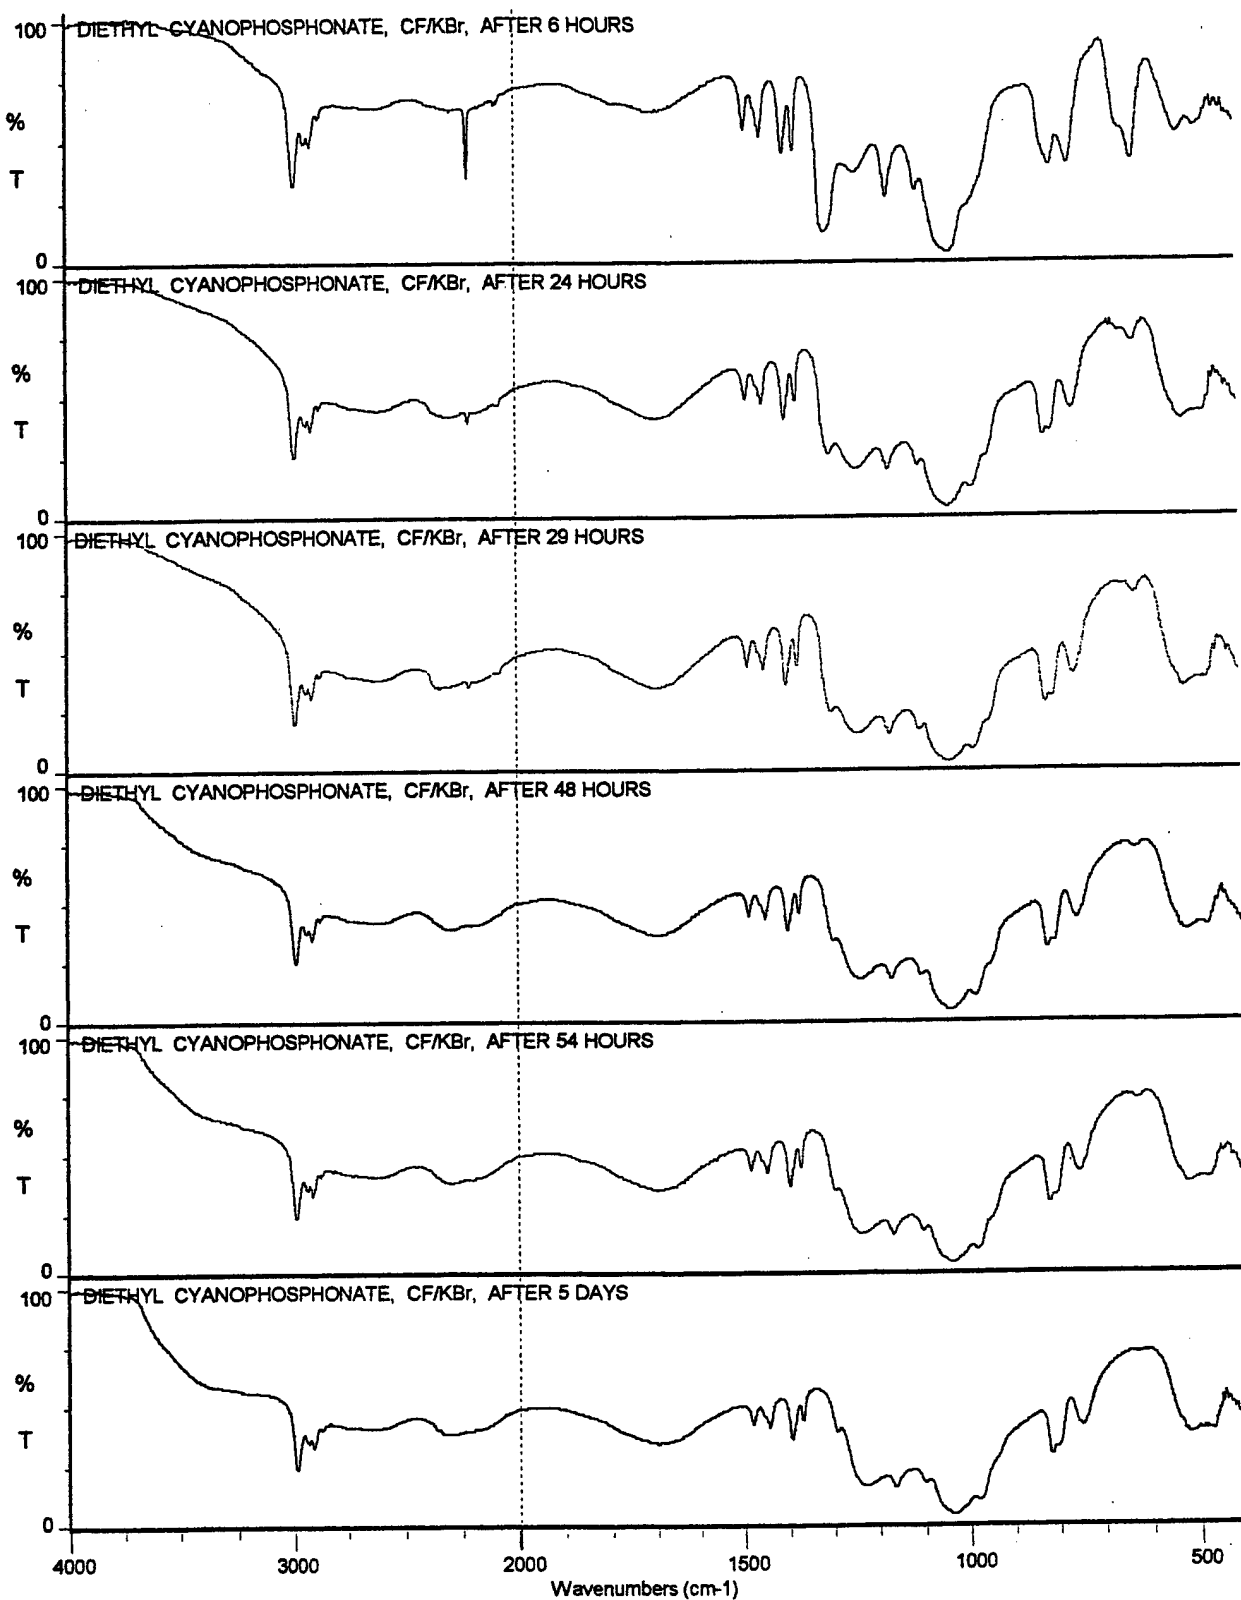 100 DIETHYL CYANOPHOSPHONATE, CF/KBr, AFTER 6 HOURS
%
T
0
100 DIETHYL CYANOPHOSPHONATE, CF/KBr, AFTER 24 HOURS
%
T
0
100 DIETHYL CYANOPHOSPHONATE, CF/KBr, AFTER 29 HOURS
%
T
0
100 DIETHYL CYANOPHOSPHONATE, CF/KBr, AFTER 48 HOURS
%
T
0
100 DIETHYL CYANOPHOSPHONATE, CF/KBr, AFTER 54 HOURS
%
T
0
100 DIETHYL CYANOPHOSPHONATE, CF/KBr, AFTER 5 DAYS
%
T
0
4000 3000 2000 1500 1000 500
Wavenumbers (cm-1)